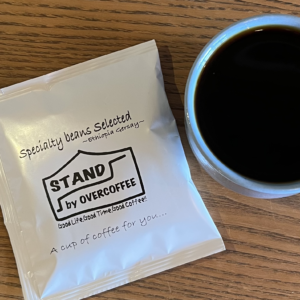 Specialty beans Selected
~Ethiopia Gersay~
STAND
by OVERCOFFEE
Good Life,Good Time,Good Coffee!
A cup of coffee for you...